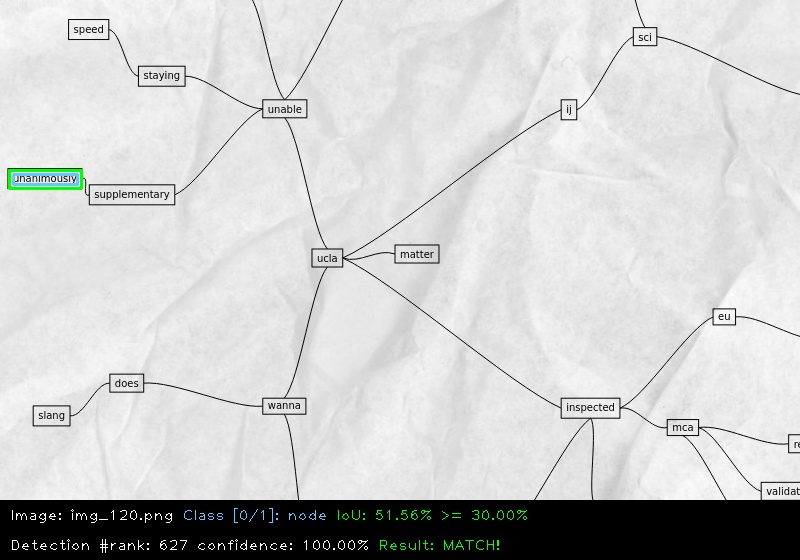 speed
sci
staying
unable
ij
unanimously
supplementary
ucla
matter
eu
does
slang
wanna
inspected
mca
re
validat
Image: img_120.png Class [0/1]: node IoU: 51.56% >= 30.00%
Detection #rank: 627 confidence: 100.00% Result: MATCH!